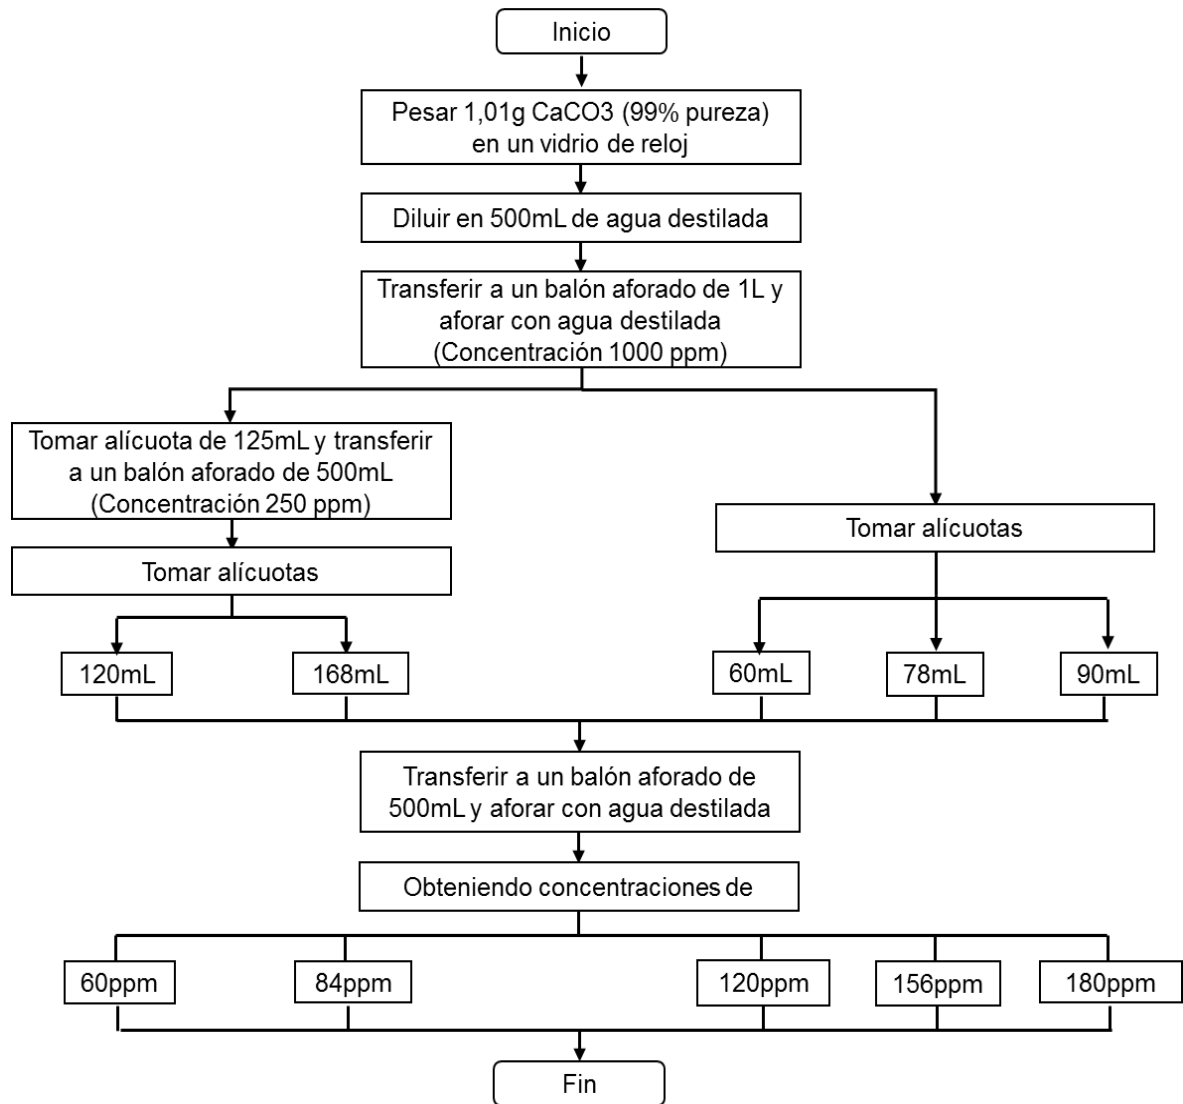 Inicio
Pesar 1,01g CaCO3 (99% pureza)
en un vidrio de reloj
Diluir en 500mL de agua destilada
Transferir a un balón aforado de 1L y
aforar con agua destilada
(Concentración 1000 ppm)
Tomar alícuota de 125mL y transferir
a un balón aforado de 500mL
(Concentración 250 ppm)
Tomar alícuotas
Tomar alícuotas
120mL
168mL
60mL
78mL
90mL
Transferir a un balón aforado de
500mL y aforar con agua destilada
Obteniendo concentraciones de
60ppm
84ppm
120ppm
156ppm
180ppm
Fin